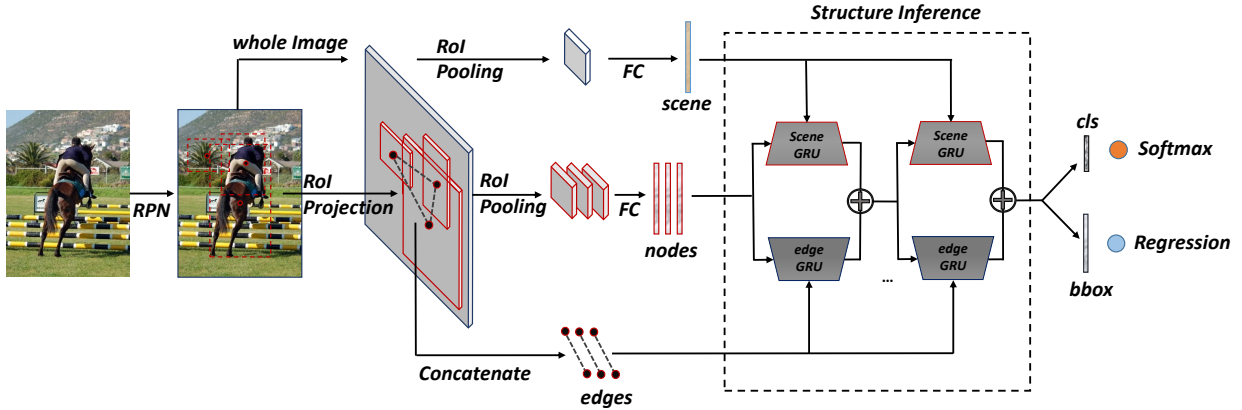 Structure Inference
whole Image
RoI
Pooling
FC
scene
Scene
GRU
Scene
GRU
cls
Softmax
RPN
RoI
Projection
RoI
Pooling
FC
nodes
edge
GRU
...
edge
GRU
Regression
bbox
Concatenate
edges